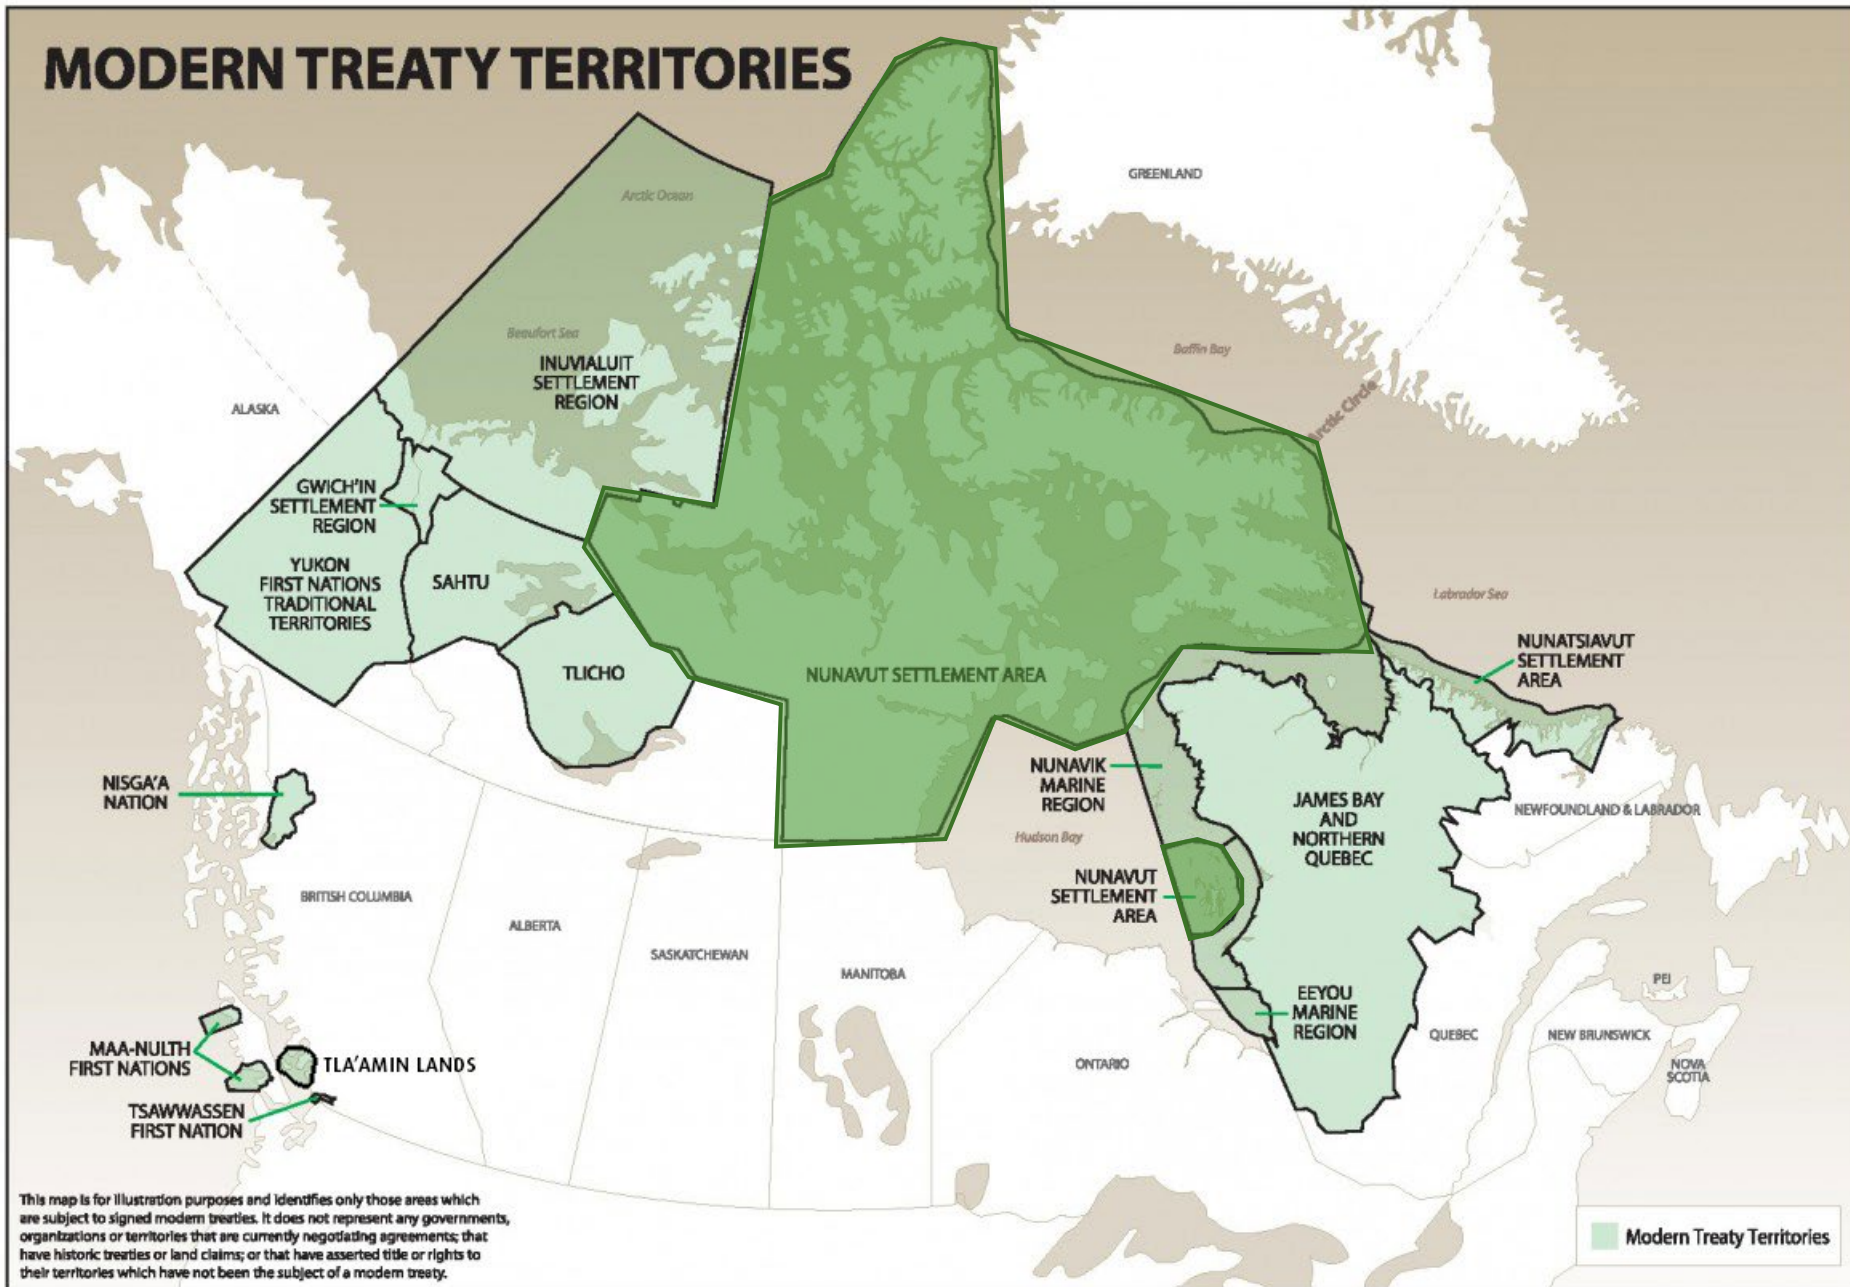 MODERN TREATY TERRITORIES
Arctic Ocean
GREENLAND
Beaufort Sea
Baffin Bay
INUVIALUIT
SETTLEMENT
REGION
Arctic Circle
ALASKA
GWICH'IN
SETTLEMENT
REGION
YUKON
FIRST NATIONS
TRADITIONAL
TERRITORIES
SAHTU
Labrador Sea
TLICHO
NUNAVUT SETTLEMENT AREA
NUNATSIAVUT
SETTLEMENT
AREA
NISGA'A
NATION
NUNAVIK
MARINE
REGION
JAMES BAY
AND
NORTHERN
QUEBEC
NEWFOUNDLAND & LABRADOR
Hudson Bay
NUNAVUT
SETTLEMENT
AREA
BRITISH COLUMBIA
ALBERTA
SASKATCHEWAN
MANITOBA
PEI
EEYOU
MARINE
REGION
QUEBEC
NEW BRUNSWICK
NOVA
SCOTIA
ONTARIO
MAA-NULTH
FIRST NATIONS
TLA'AMIN LANDS
TSAWWASSEN
FIRST NATION
This map is for illustration purposes and identifies only those areas which
are subject to signed modern treaties. It does not represent any governments,
organizations or territories that are currently negotiating agreements; that
have historic treaties or land claims; or that have asserted title or rights to
their territories which have not been the subject of a modern treaty.
Modern Treaty Territories